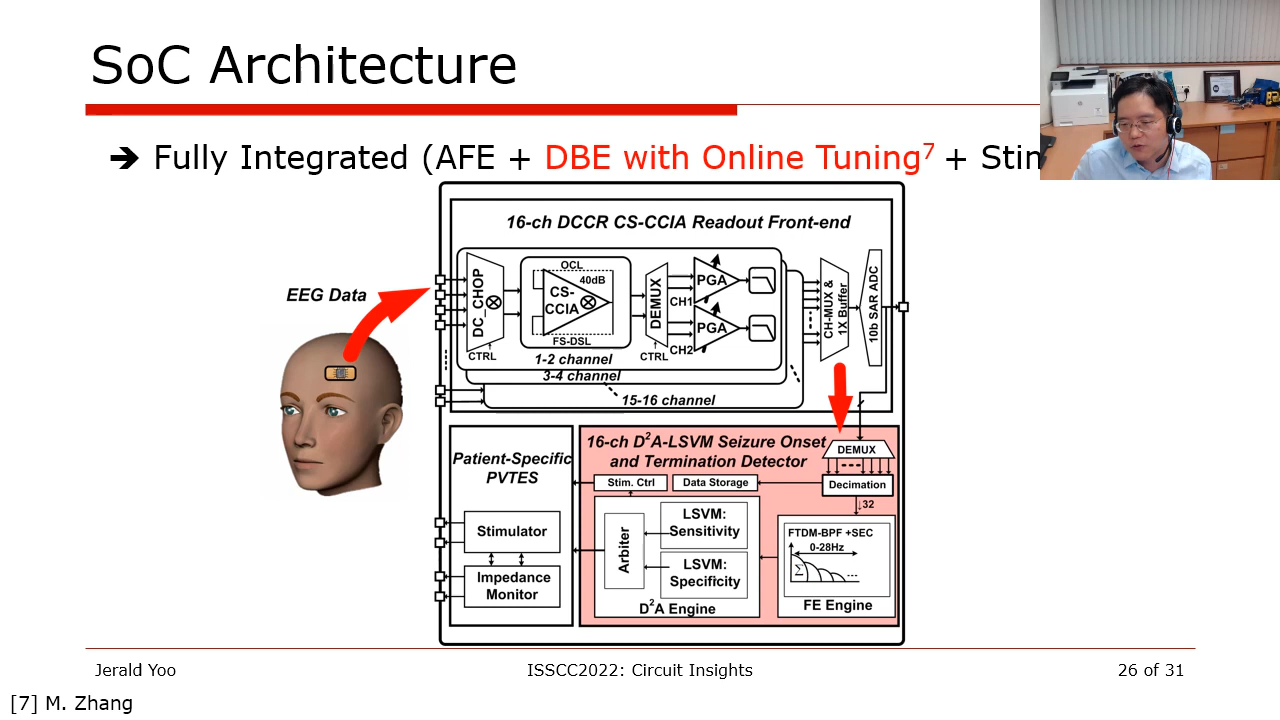 SoC Architecture
➔ Fully Integrated (AFE + DBE with Online Tuning7 + Stim
16-ch DCCR CS-CCIA Readout Front-end
EEG Data
DC_CHOP
CTRL
OCL
40dB
CS-
CCIA
FS-DSL
DEMUX
CTRL
PGA
CH1
PGA
CH2
1-2 channel
3-4 channel
15-16 channel
CH-MUX &
1X Buffer
10b SAR ADC
Patient-Specific
PVTES
Stimulator
Impedance
Monitor
16-ch D2A-LSVM Seizure Onset
and Termination Detector
DEMUX
Stim. Ctrl
Data Storage
Decimation
↓32
Arbiter
LSVM:
Sensitivity
LSVM:
Specificity
D2A Engine
FTDM-BPF +SEC
0-28Hz
Σ
FE Engine
Jerald Yoo
ISSCC2022: Circuit Insights
26 of 31
[7] M. Zhang